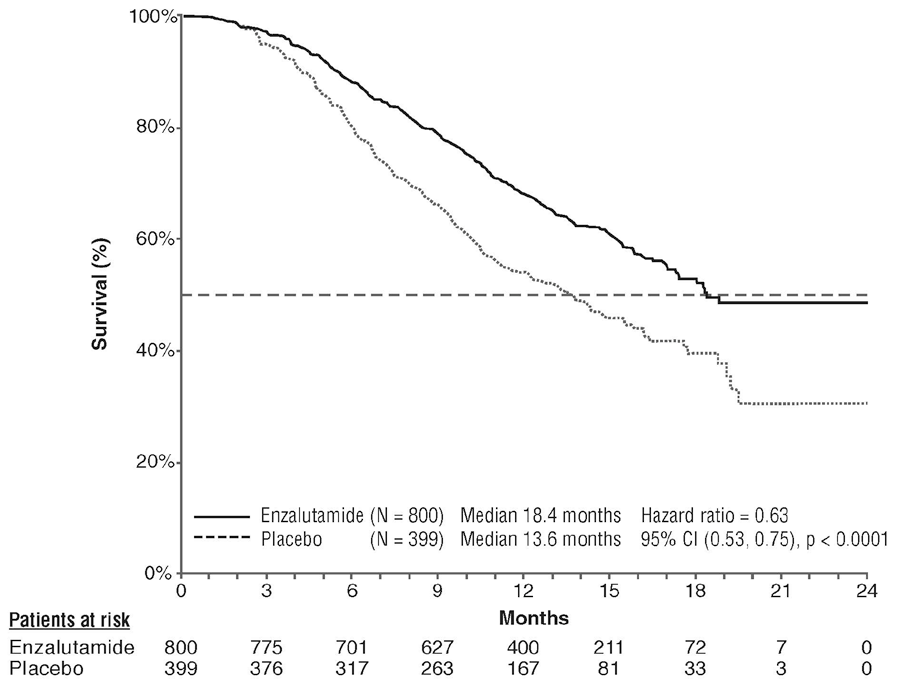 100%
80%
60%
40%
20%
0%
Survival (%)
Enzalutamide (N = 800) Median 18.4 months Hazard ratio = 0.63
Placebo (N = 399) Median 13.6 months 95% CI (0.53, 0.75), p < 0.0001
0 3 6 9 12 15 18 21 24
Months
Patients at risk
Enzalutamide 800 775 701 627 400 211 72 7 0
Placebo 399 376 317 263 167 81 33 3 0